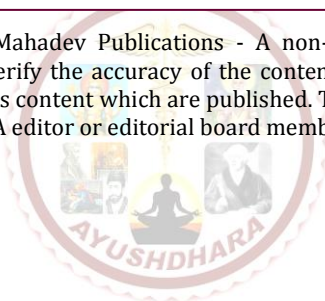 Mahadev Publications - A non-
erify the accuracy of the conten
s content which are published. T
A editor or editorial board memb
AYUSHDHARA